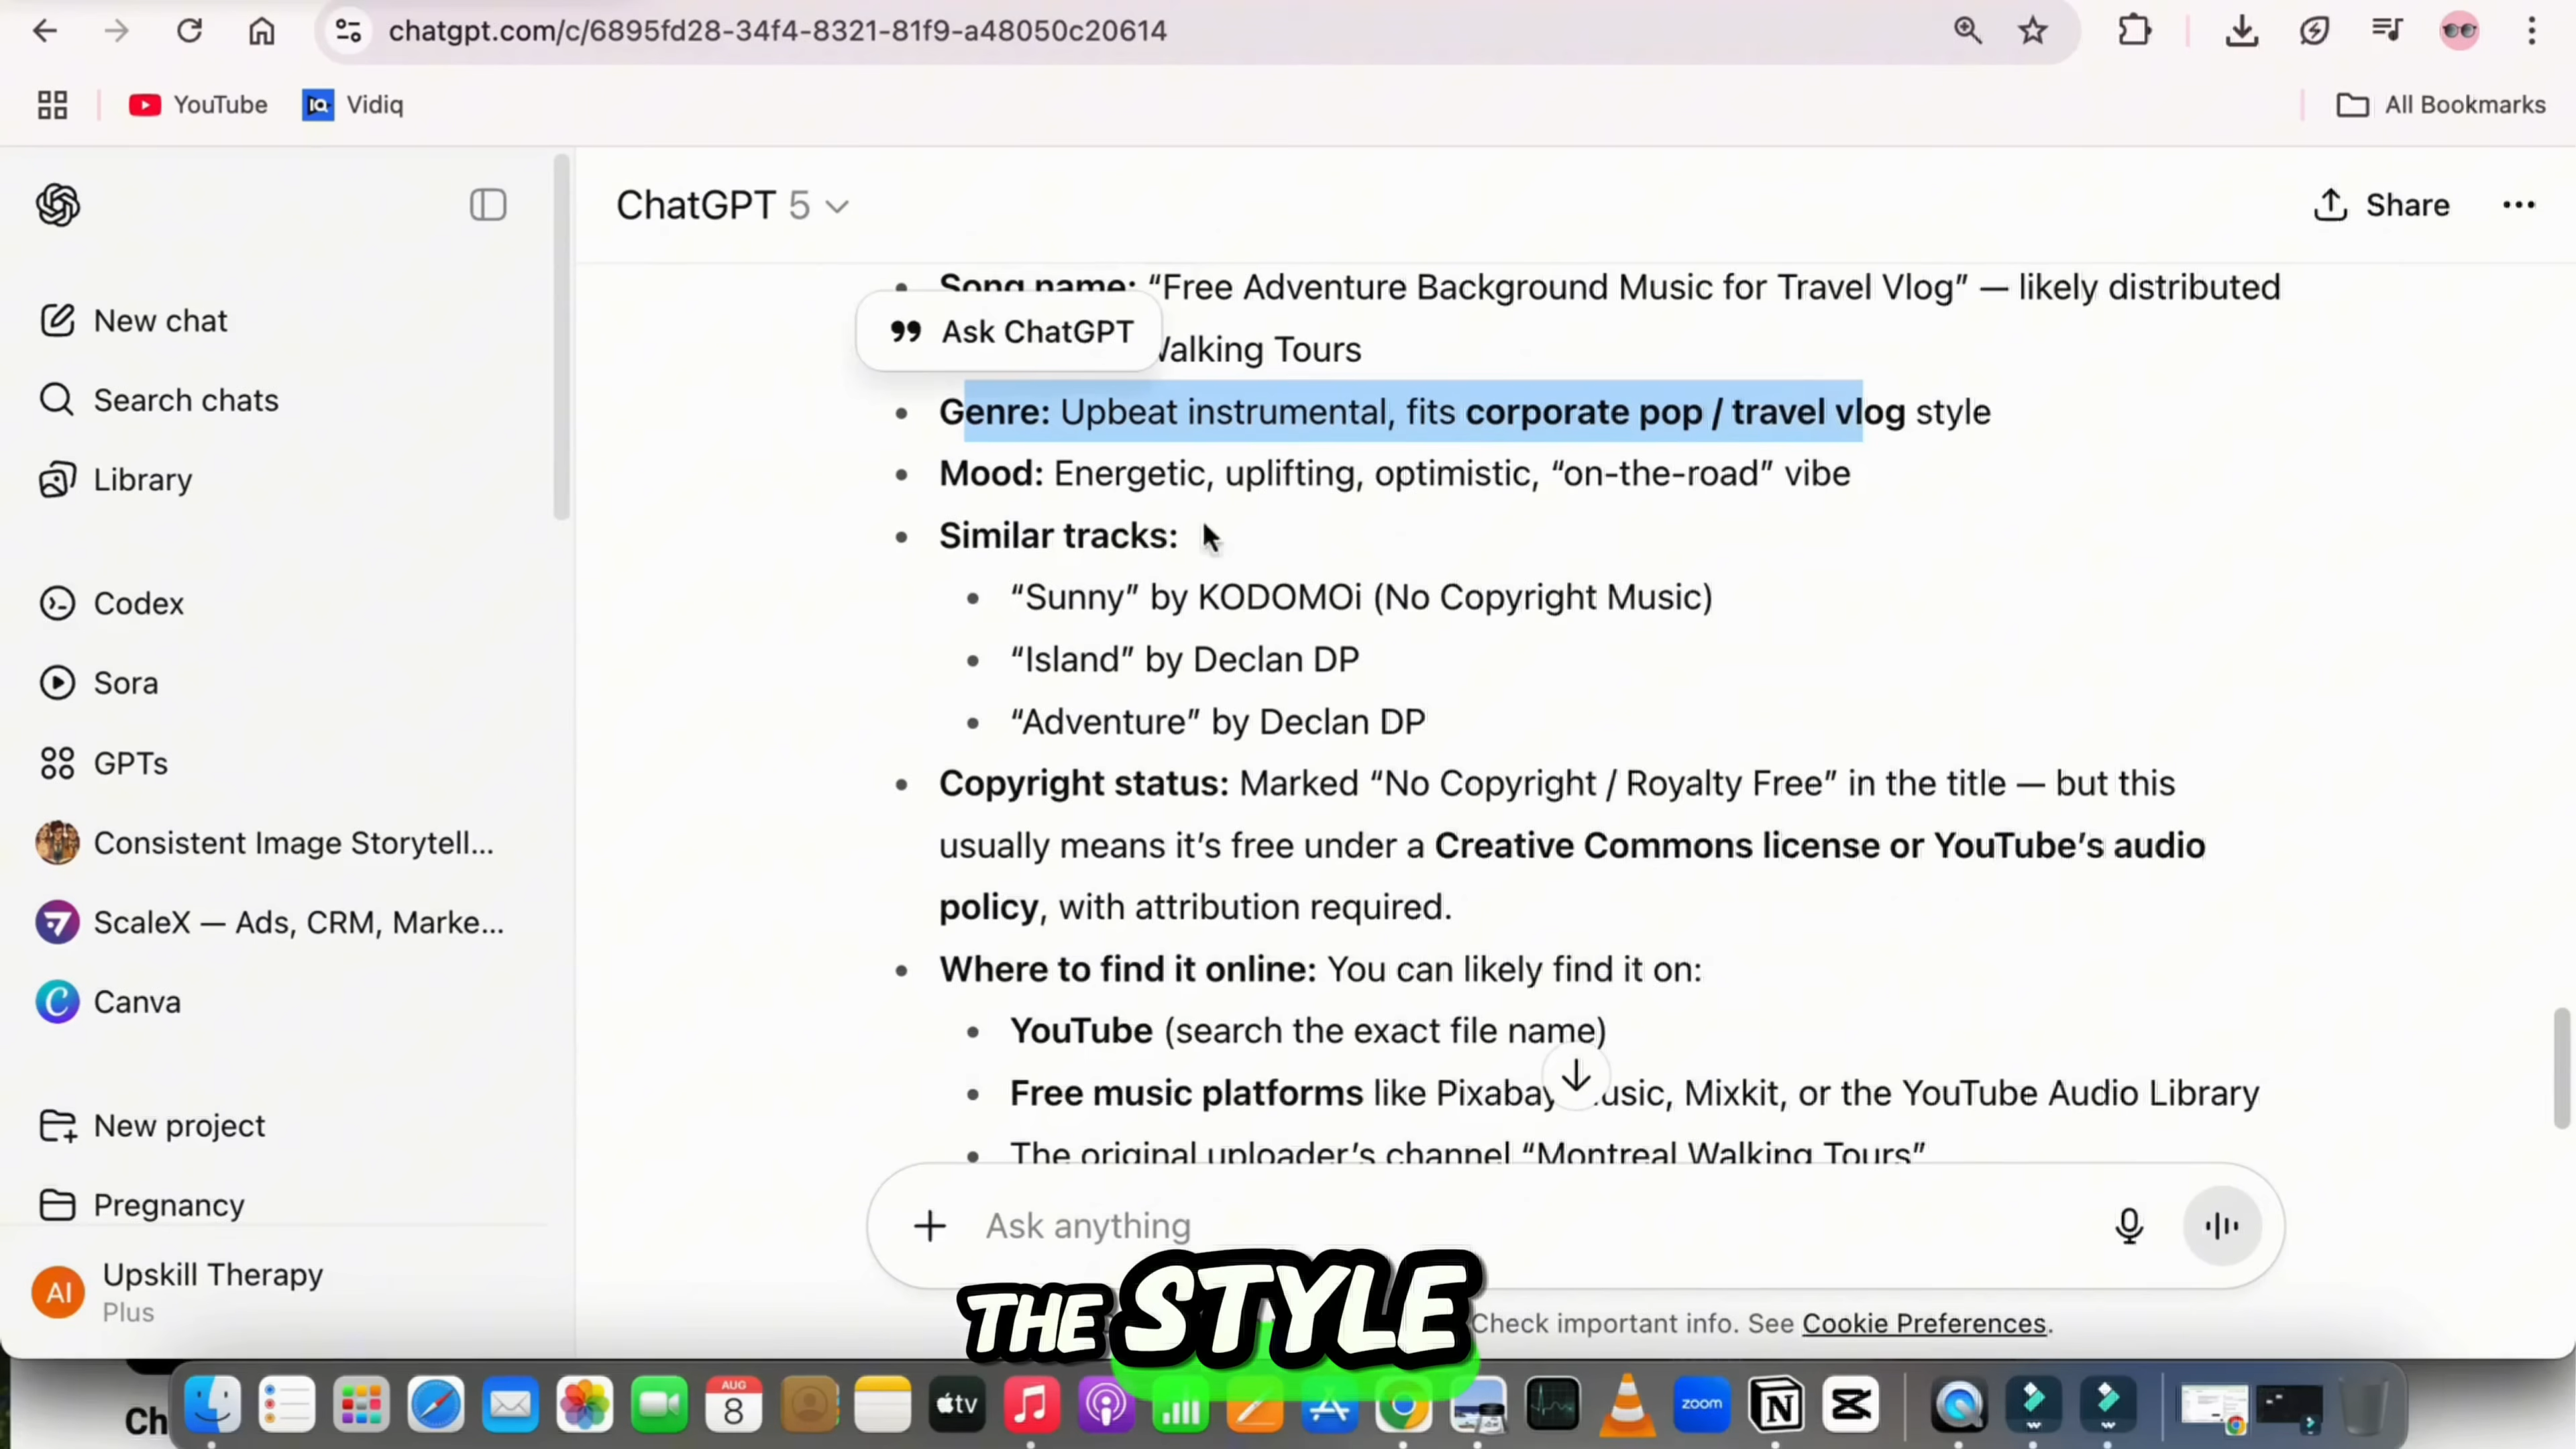 chatgpt.com/c/6895fd28-34f4-8321-81f9-a48050c20614
YouTube
Vidiq
All Bookmarks
ChatGPT 5
Share
New chat
Search chats
Library
Codex
Sora
GPTs
Consistent Image Storytell...
ScaleX — Ads, CRM, Marke...
Canva
New project
Pregnancy
AI
Upskill Therapy
Plus
Song name: “Free Adventure Background Music for Travel Vlog” — likely distributed
Ask ChatGPT
Walking Tours
Genre: Upbeat instrumental, fits corporate pop / travel vlog style
Mood: Energetic, uplifting, optimistic, “on-the-road” vibe
Similar tracks:
“Sunny” by KODOMOi (No Copyright Music)
“Island” by Declan DP
“Adventure” by Declan DP
Copyright status: Marked “No Copyright / Royalty Free” in the title — but this
usually means it’s free under a Creative Commons license or YouTube’s audio
policy, with attribution required.
Where to find it online: You can likely find it on:
YouTube (search the exact file name)
Free music platforms like Pixabay Music, Mixkit, or the YouTube Audio Library
The original uploader’s channel “Montreal Walking Tours”
Ask anything
THE STYLE
Check important info. See Cookie Preferences.
Ch
AUG
8
tv
zoom